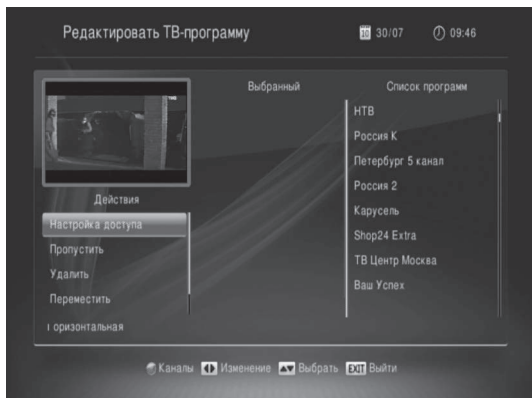 Редактировать ТВ-программу
30/07
09:46
Выбранный
Список программ
НТВ
Россия К
Петербург 5 канал
Россия 2
Карусель
Shop24 Extra
ТВ Центр Москва
Ваш Успех
Действия
Настройка доступа
Пропустить
Удалить
Переместить
оризонтальная
Каналы Изменение Выбрать EXIT Выйти